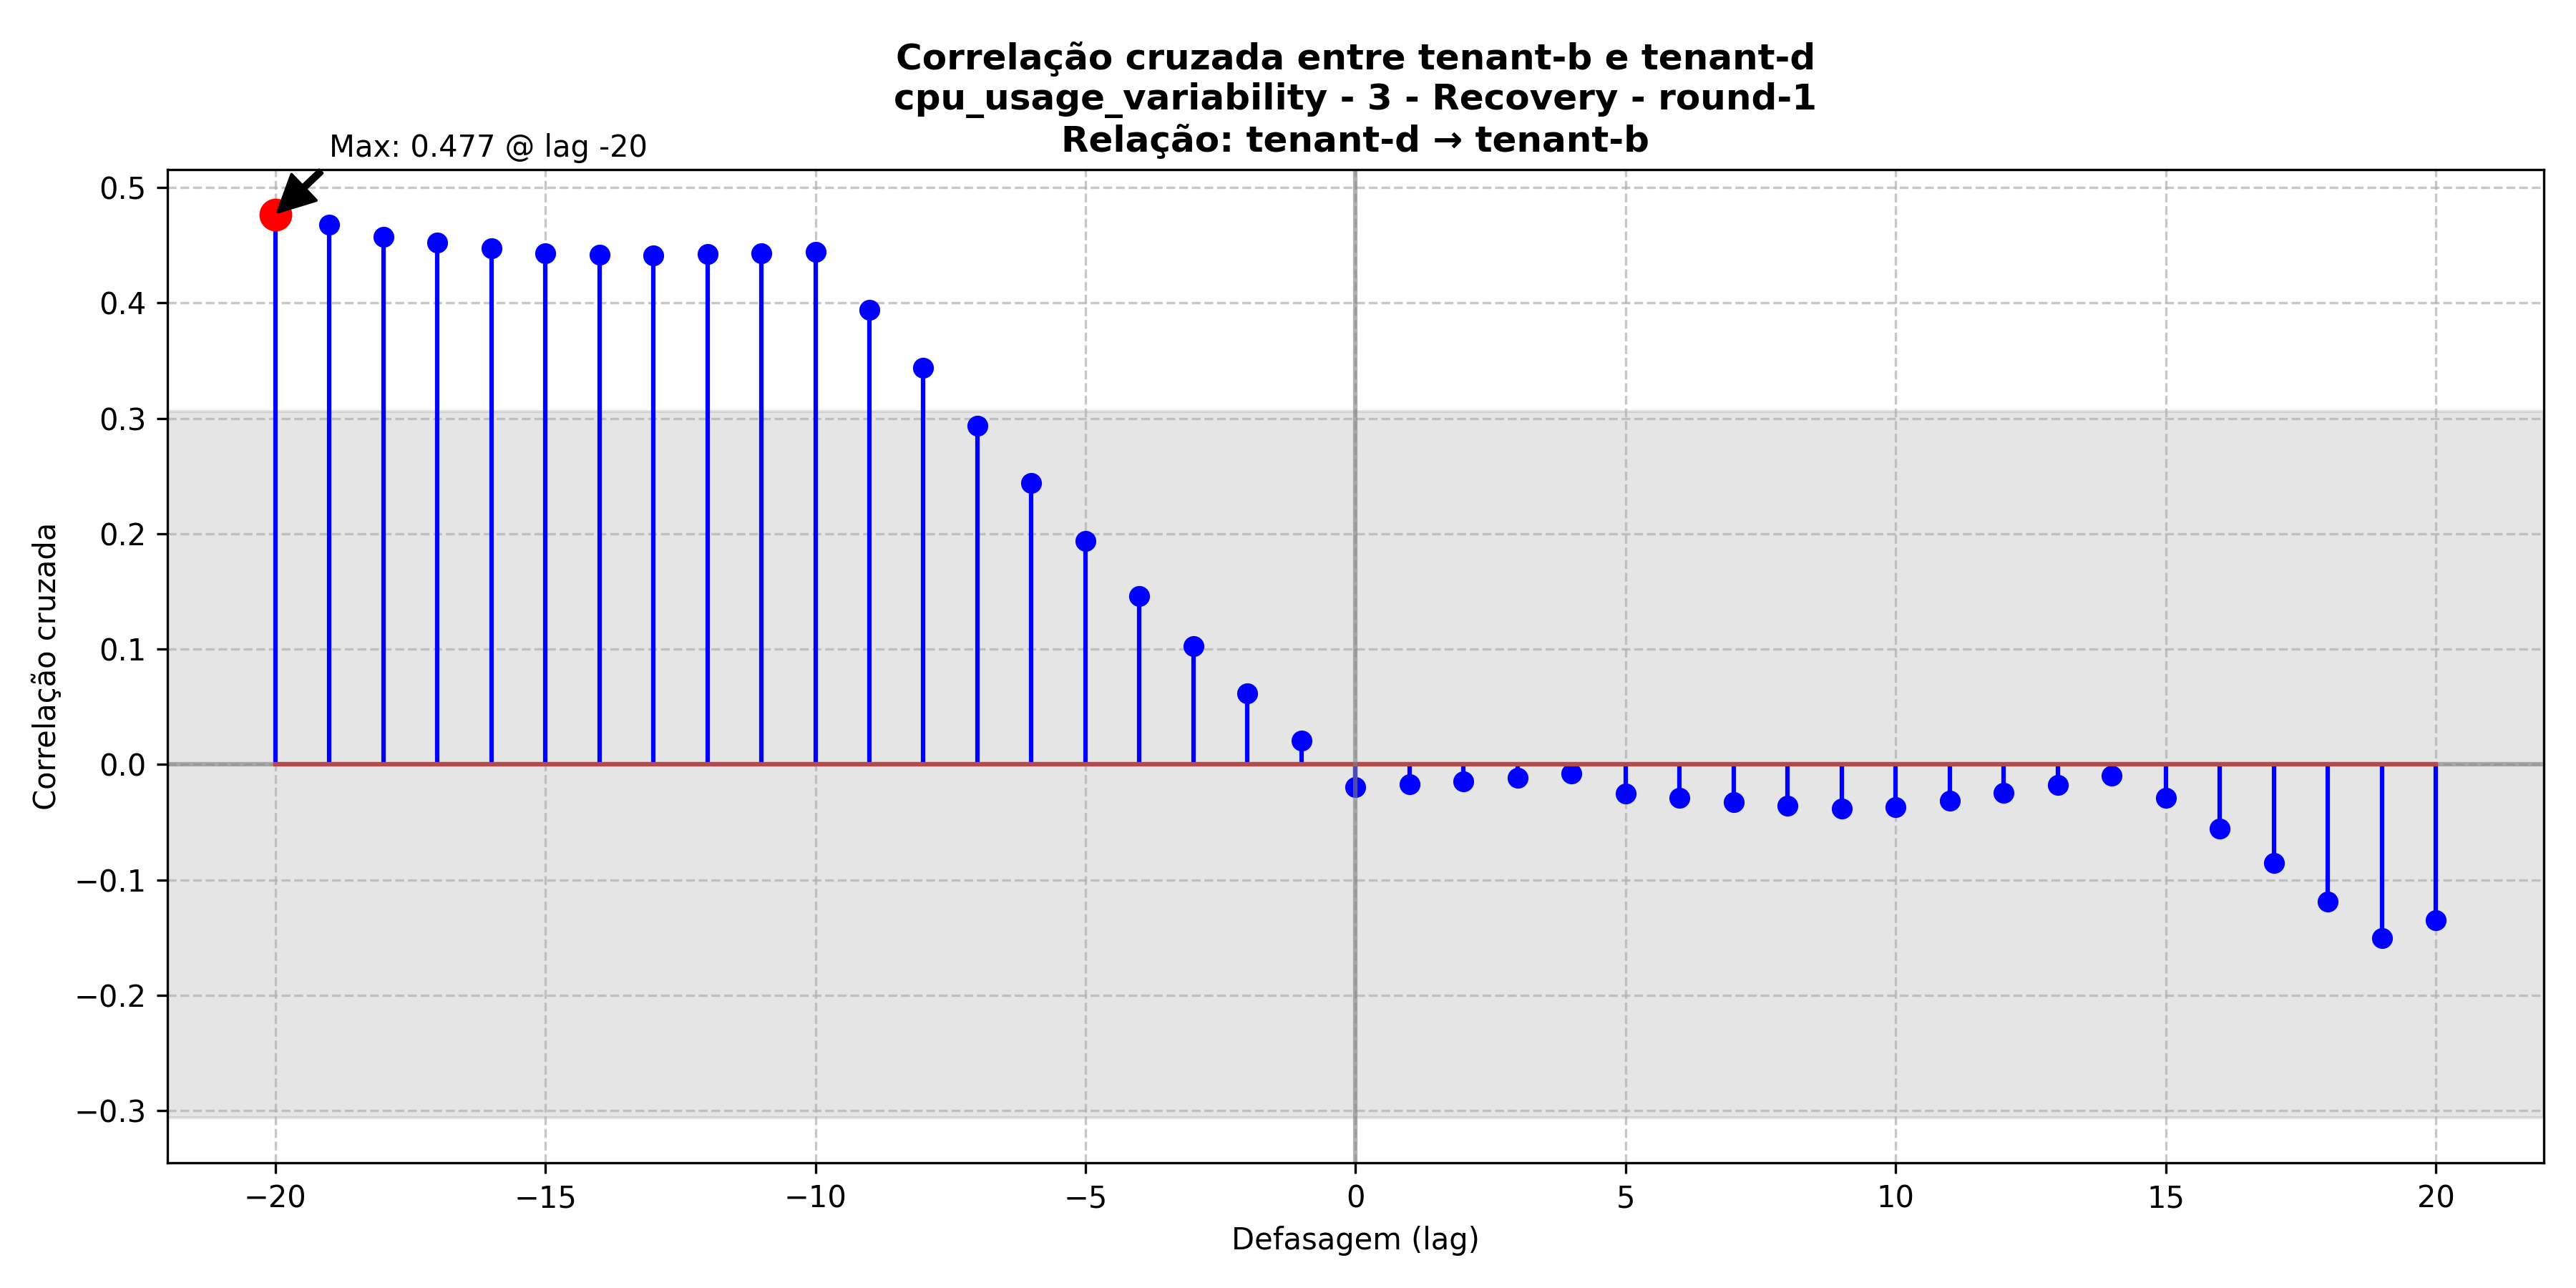 Correlação cruzada entre tenant-b e tenant-d
cpu_usage_variability - 3 - Recovery - round-1
Relação: tenant-d → tenant-b
Max: 0.477 @ lag -20
Correlação cruzada
0.5
0.4
0.3
0.2
0.1
0.0
−0.1
−0.2
−0.3
−20 −15 −10 −5 0 5 10 15 20
Defasagem (lag)